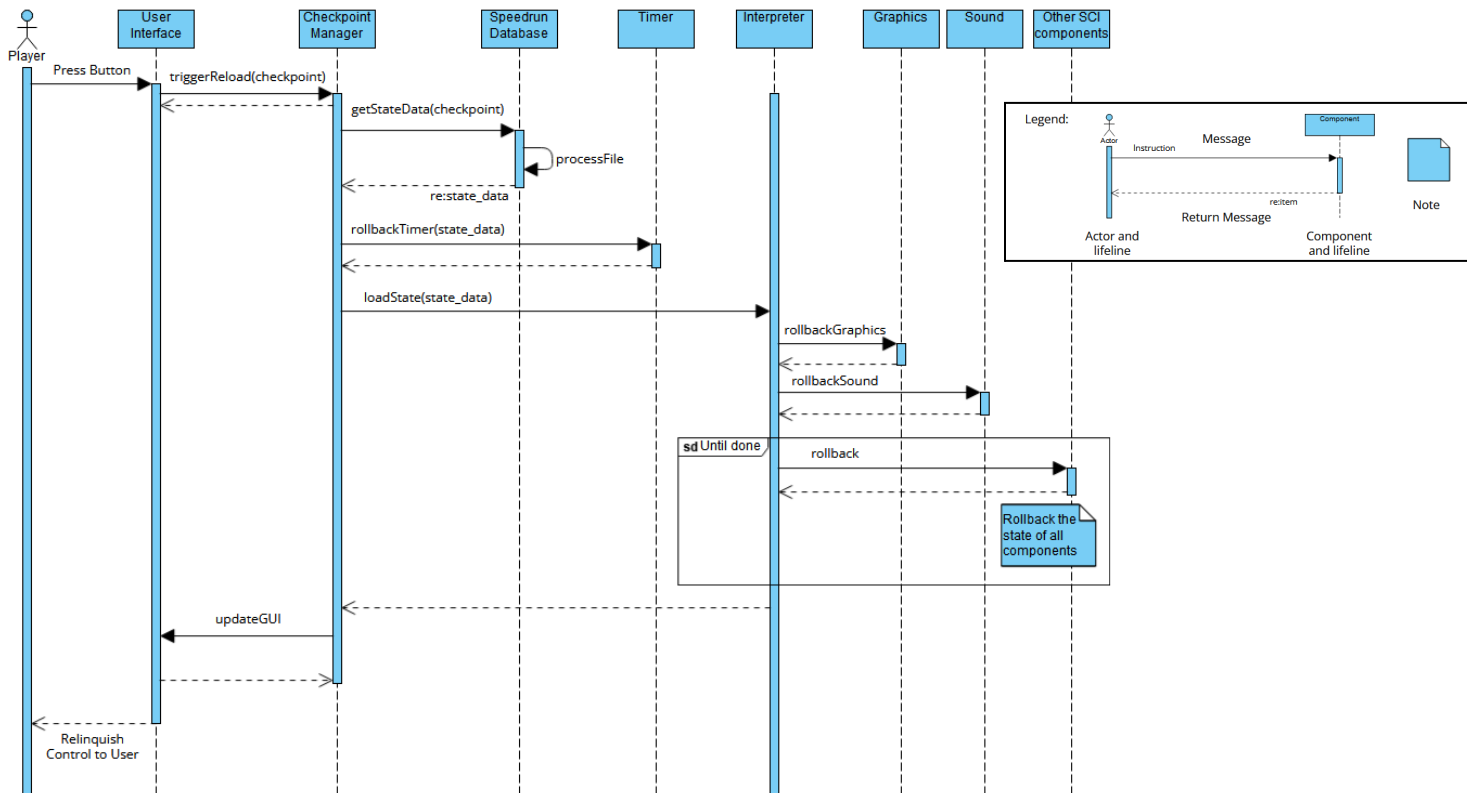 Player
User
Interface
Checkpoint
Manager
Speedrun
Database
Timer
Interpreter
Graphics
Sound
Other SCI
components
Press Button
triggerReload(checkpoint)
getStateData(checkpoint)
processFile
re:state_data
rollbackTimer(state_data)
loadState(state_data)
rollbackGraphics
rollbackSound
sd Until done
rollback
Rollback the
state of all
components
updateGUI
Relinquish
Control to User
Legend:
Actor
Component
Message
Instruction
re:item
Return Message
Note
Actor and
lifeline
Component
and lifeline